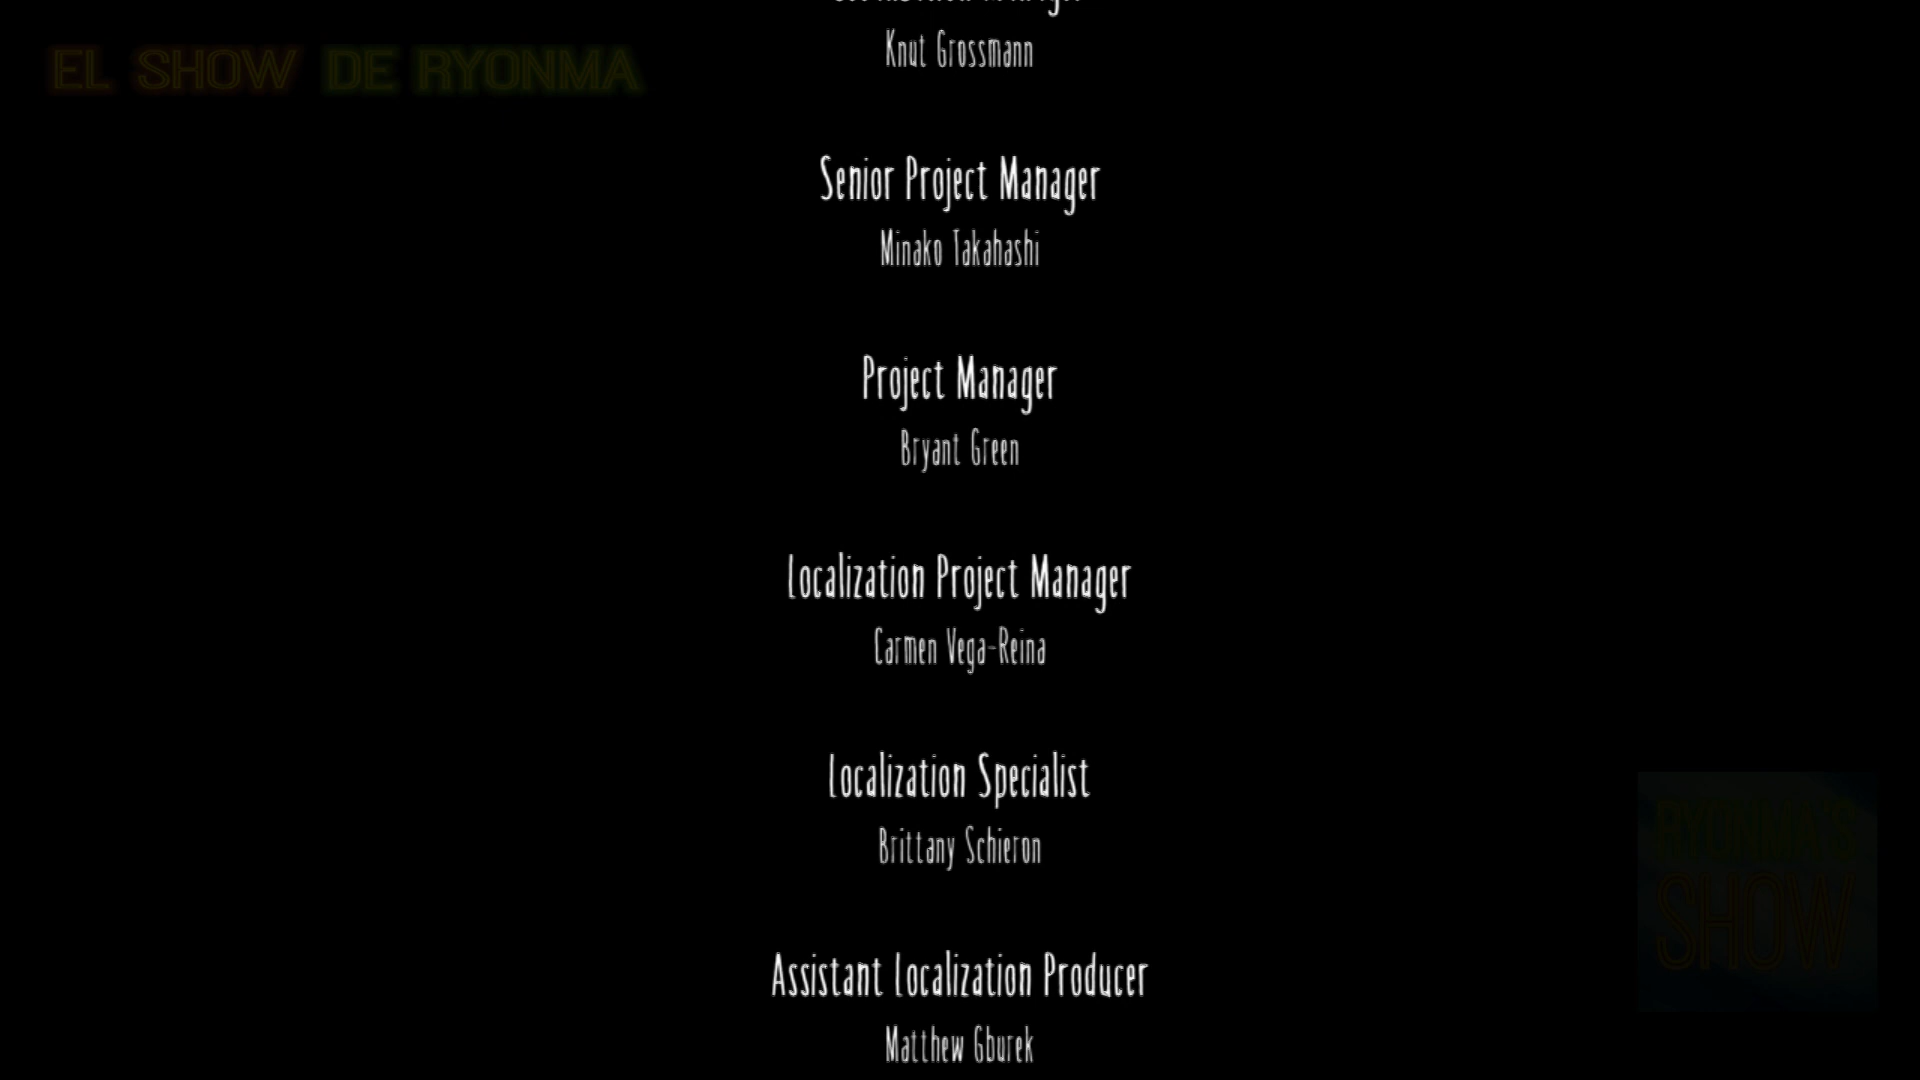 Knut Grossmann
EL SHOW DE RYONMA
Senior Project Manager
Minako Takahashi
Project Manager
Bryant Green
Localization Project Manager
Carmen Vega-Reina
Localization Specialist
Brittany Schieron
RYONMA'S
SHOW
Assistant Localization Producer
Matthew Gburek